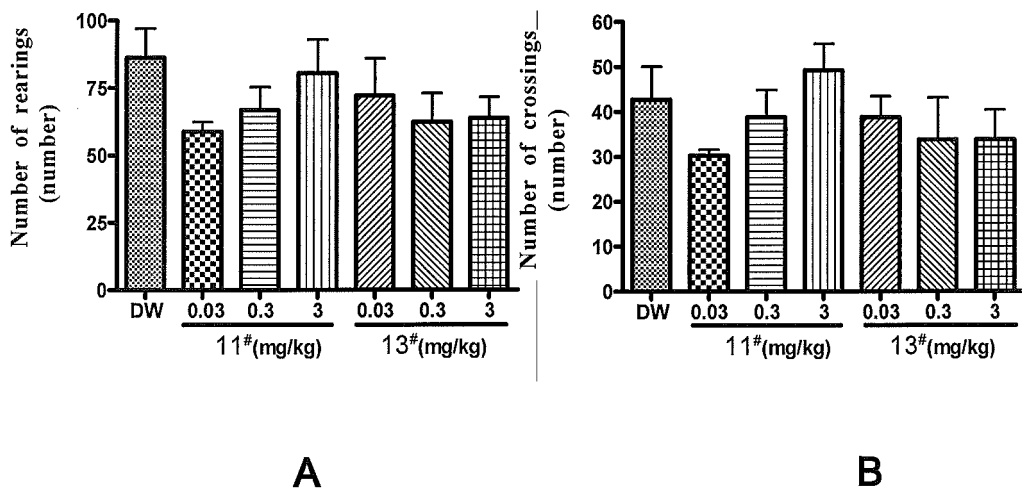 Number of rearings
(number)
100
75
50
25
0
DW 0.03 0.3 3 0.03 0.3 3
11#(mg/kg) 13#(mg/kg)
A
Number of crossings
(number)
60
50
40
30
20
10
0
DW 0.03 0.3 3 0.03 0.3 3
11#(mg/kg) 13#(mg/kg)
B